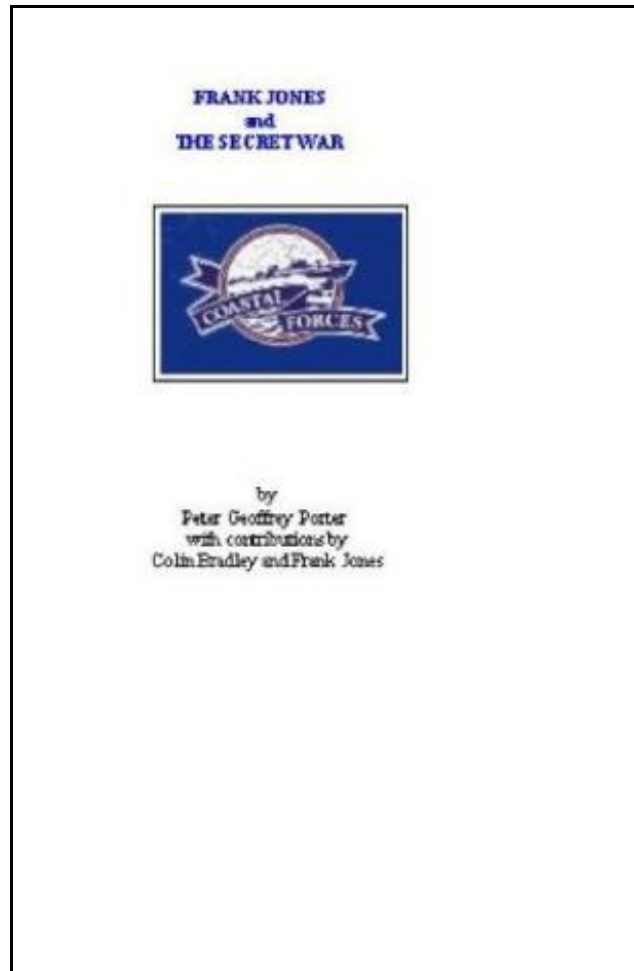 FRANK JONES
and
THE SECRET WAR
COASTAL
FORCES
by
Peter Geoffrey Porter
with contributions by
Colin Bradley and Frank Jones